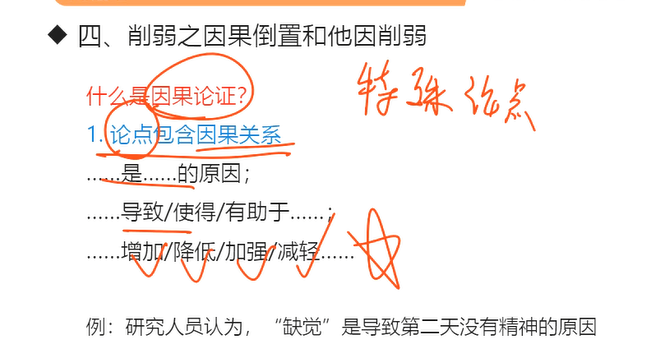 ◆ 四、削弱之因果倒置和他因削弱
什么是因果论证?
特殊论点
1. 论点包含因果关系
……是……的原因;
……导致/使得/有助于……;
……增加/降低/加强/减轻……
例:研究人员认为,“缺觉”是导致第二天没有精神的原因